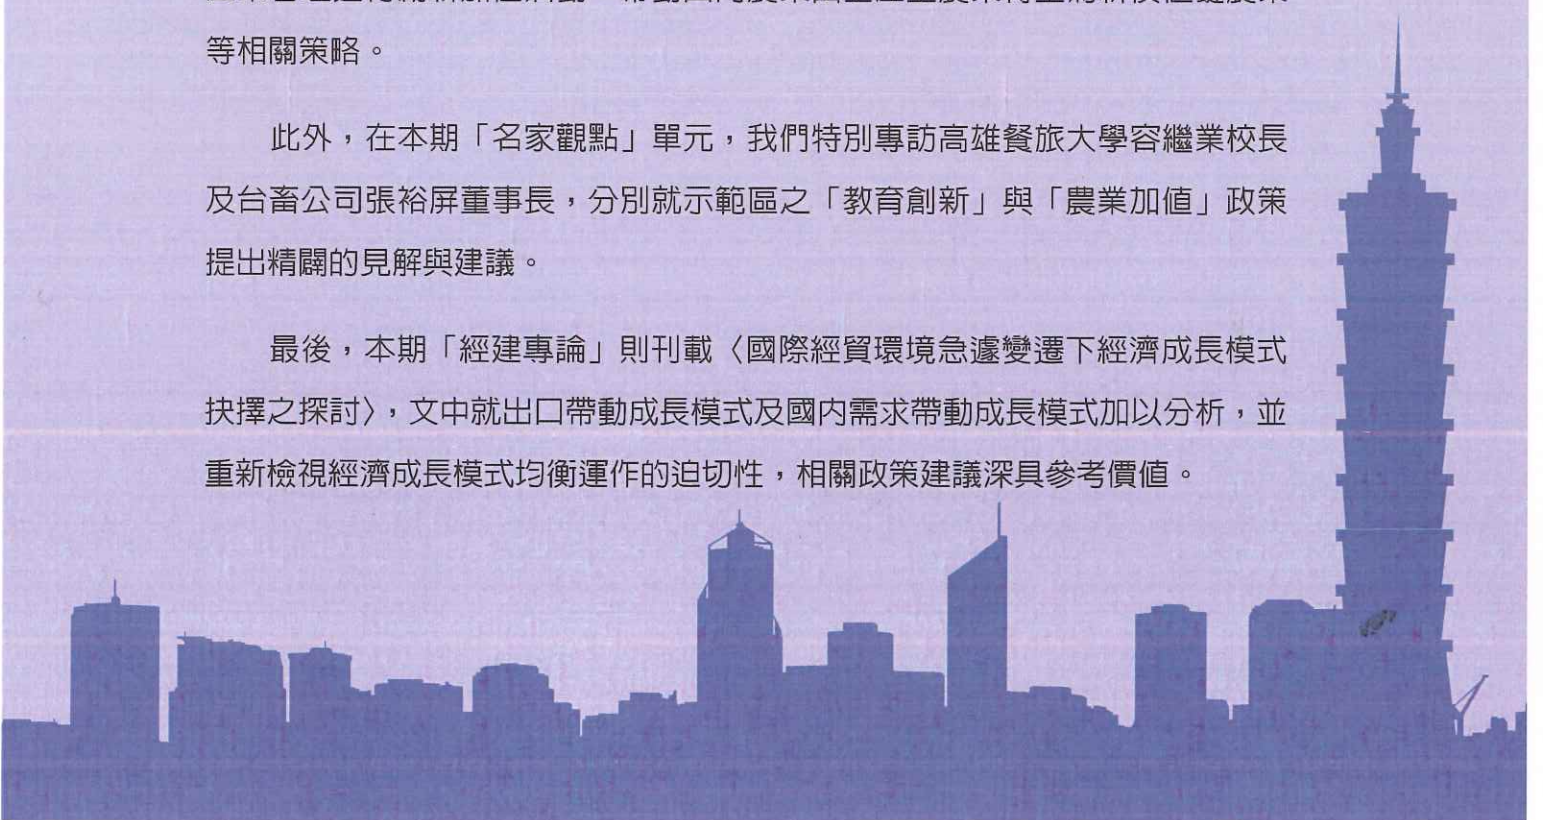 等相關策略。
此外，在本期「名家觀點」單元，我們特別專訪高雄餐旅大學容繼業校長
及台畜公司張裕屏董事長，分別就示範區之「教育創新」與「農業加值」政策
提出精闢的見解與建議。
最後，本期「經建專論」則刊載〈國際經貿環境急遽變遷下經濟成長模式
抉擇之探討〉，文中就出口帶動成長模式及國內需求帶動成長模式加以分析，並
重新檢視經濟成長模式均衡運作的迫切性，相關政策建議深具參考價值。